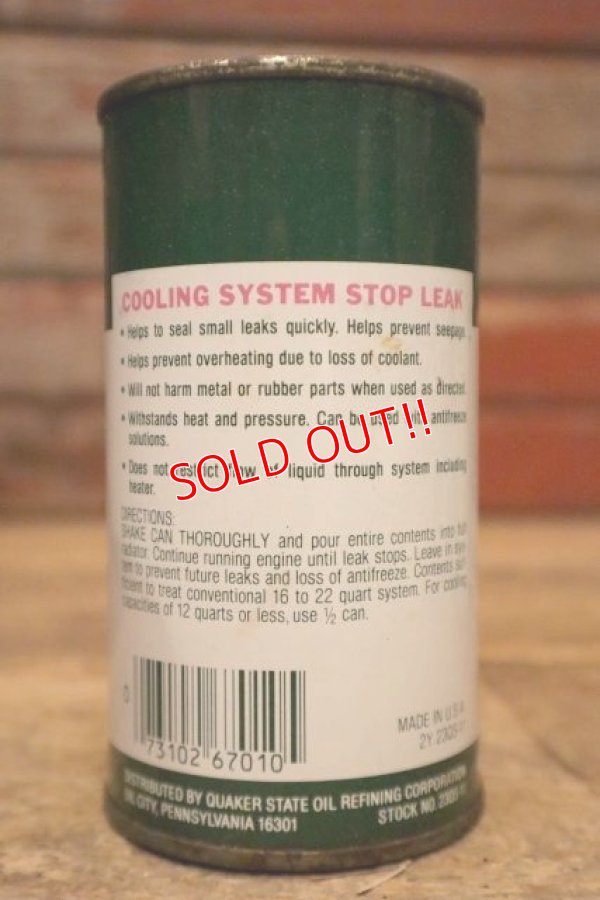 COOLING SYSTEM STOP LEAK
• Helps to seal small leaks quickly. Helps prevent seepage.
• Helps prevent overheating due to loss of coolant.
• Will not harm metal or rubber parts when used as directed.
• Withstands heat and pressure. Can be used with antifreeze
solutions.
• Does not restrict flow of liquid through system including
heater.
SOLD OUT!!
DIRECTIONS:
SHAKE CAN THOROUGHLY and pour entire contents into full
radiator. Continue running engine until leak stops. Leave in sys-
tem to prevent future leaks and loss of antifreeze. Contents suf-
ficient to treat conventional 16 to 22 quart system. For cooling
capacities of 12 quarts or less, use ½ can.
0
73102 67010
MADE IN U.S.A.
2Y
DISTRIBUTED BY QUAKER STATE OIL REFINING CORPORATION
OIL CITY, PENNSYLVANIA 16301
STOCK NO.